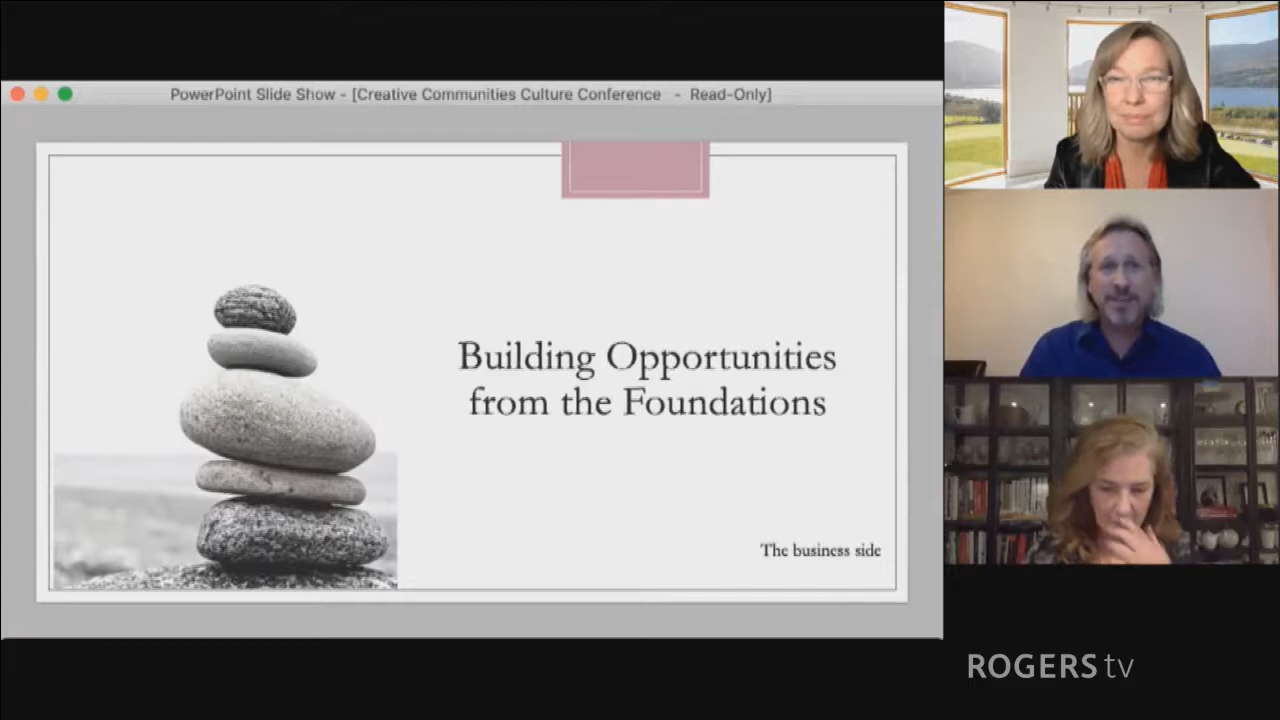 PowerPoint Slide Show - [Creative Communities Culture Conference - Read-Only]
Building Opportunities
from the Foundations
The business side
ROGERS tv